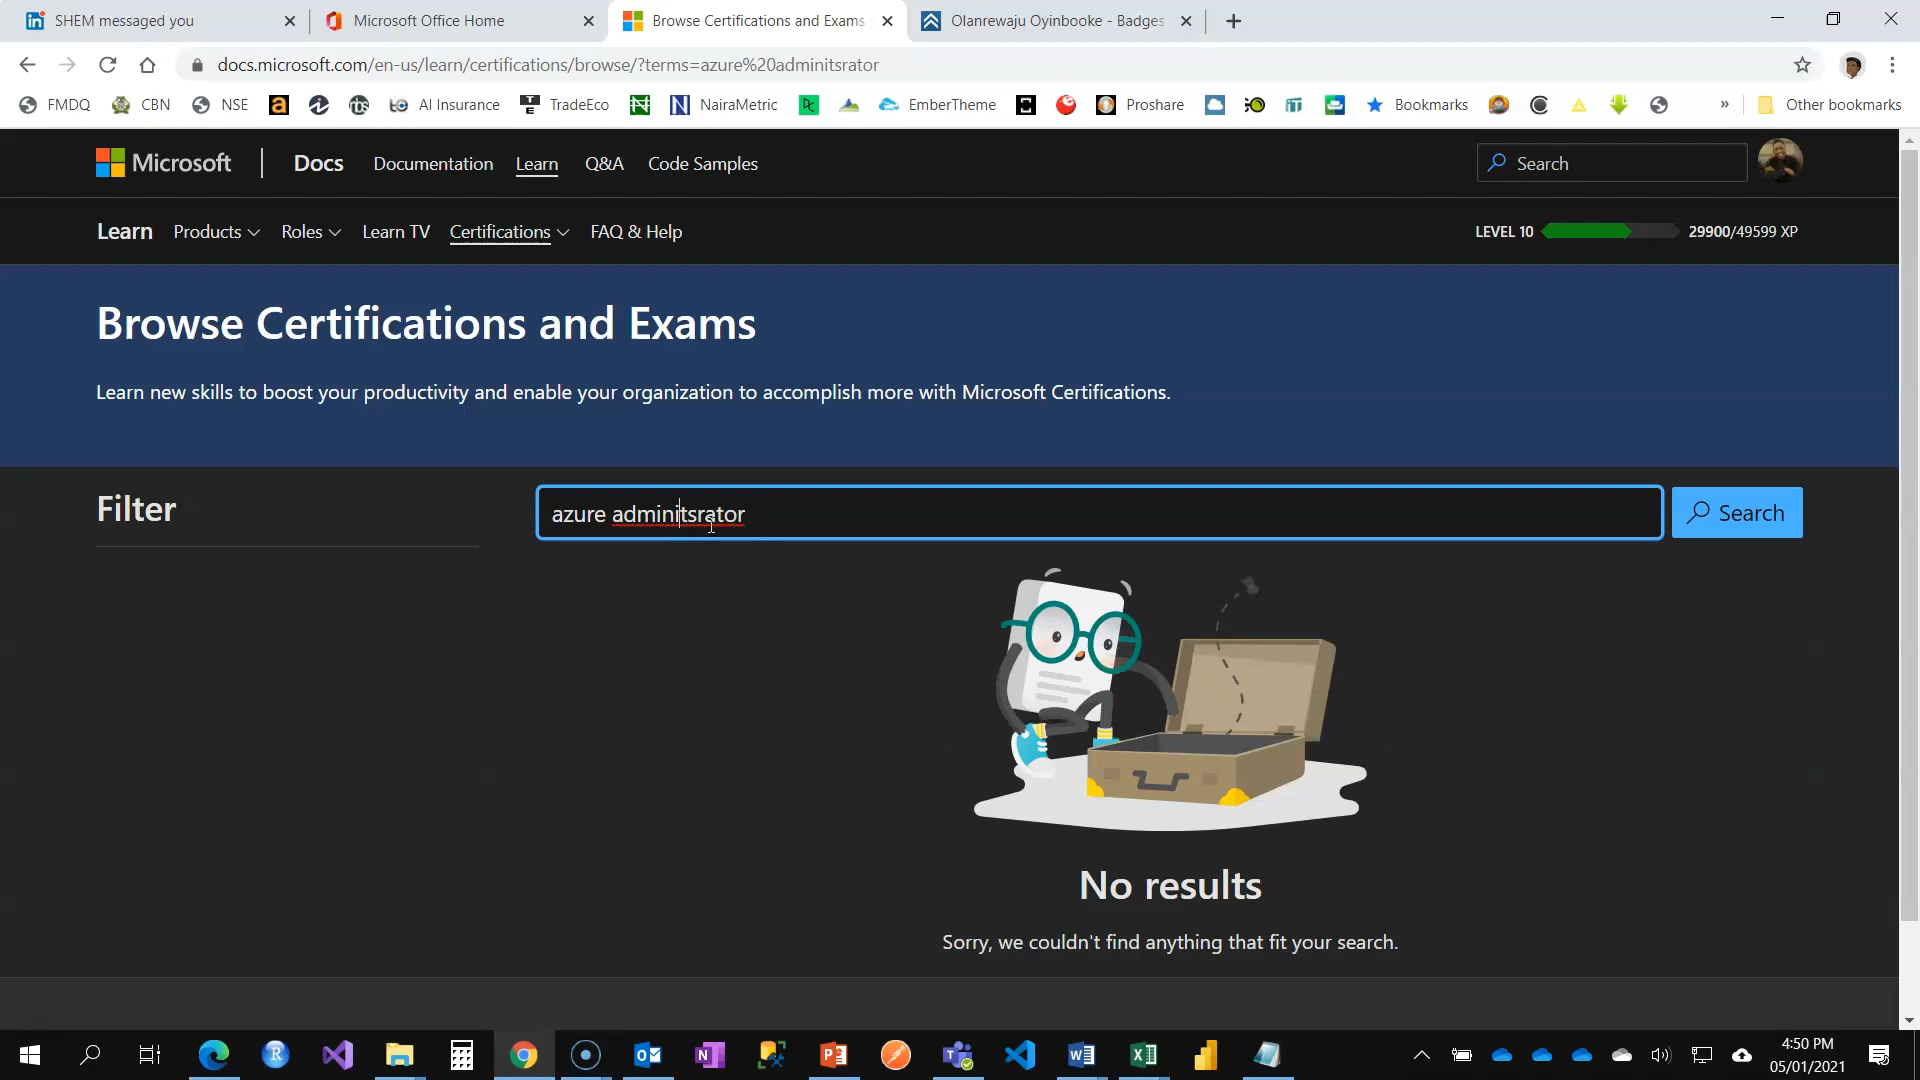 SHEM messaged you
Microsoft Office Home
Browse Certifications and Exams
Olanrewaju Oyinbooke - Badges
docs.microsoft.com/en-us/learn/certifications/browse/?terms=azure%20adminitsrator
FMDQ
CBN
NSE
AI Insurance
TradeEco
NairaMetric
EmberTheme
Proshare
Bookmarks
»
Other bookmarks
Microsoft
Docs
Documentation
Learn
Q&A
Code Samples
Search
Learn
Products
Roles
Learn TV
Certifications
FAQ & Help
LEVEL 10
29900/49599 XP
Browse Certifications and Exams
Learn new skills to boost your productivity and enable your organization to accomplish more with Microsoft Certifications.
Filter
azure adminitsrator
Search
No results
Sorry, we couldn't find anything that fit your search.
4:50 PM
05/01/2021